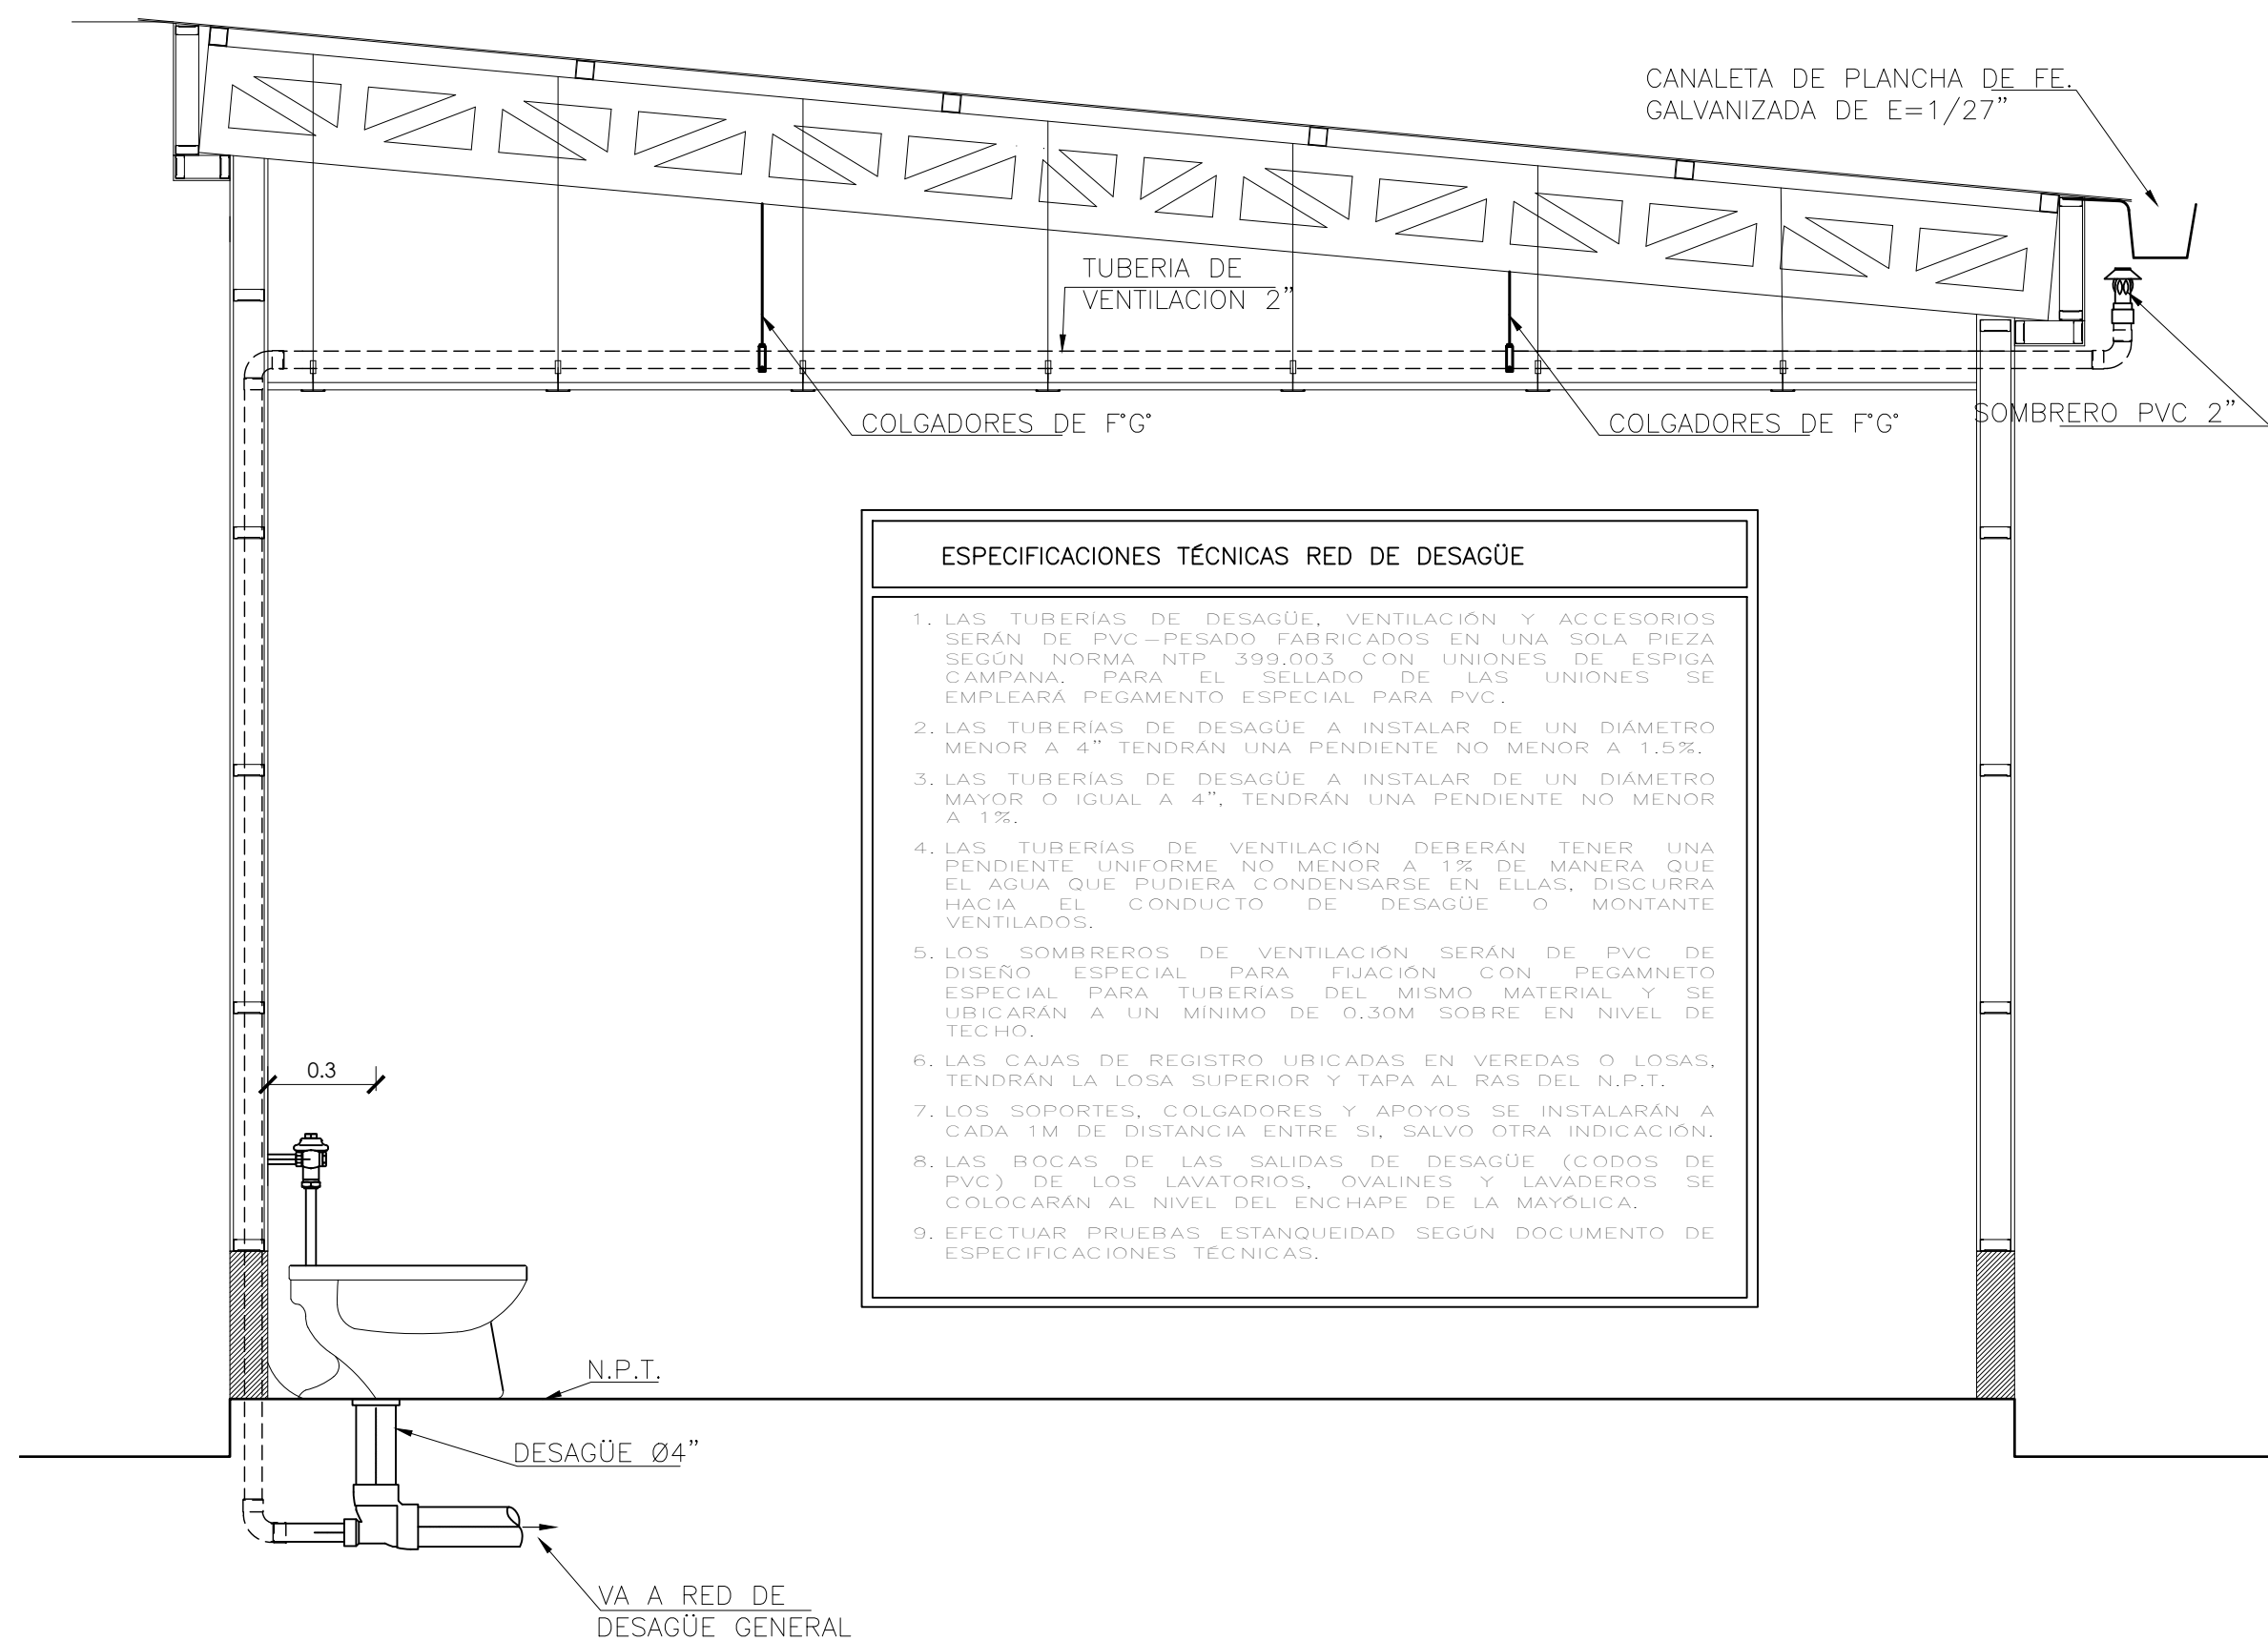 CANALETA DE PLANCHA DE FE.
GALVANIZADA DE E=1/27”
TUBERIA DE
VENTILACION 2”
COLGADORES DE F°G°
COLGADORES DE F°G°
SOMBRERO PVC 2”
ESPECIFICACIONES TÉCNICAS RED DE DESAGÜE
1. LAS TUBERÍAS DE DESAGÜE, VENTILACIÓN Y ACCESORIOS
SERÁN DE PVC–PESADO FABRICADOS EN UNA SOLA PIEZA
SEGÚN NORMA NTP 399.003 CON UNIONES DE ESPIGA
CAMPANA. PARA EL SELLADO DE LAS UNIONES SE
EMPLEARÁ PEGAMENTO ESPECIAL PARA PVC.
2. LAS TUBERÍAS DE DESAGÜE A INSTALAR DE UN DIÁMETRO
MENOR A 4” TENDRÁN UNA PENDIENTE NO MENOR A 1.5%.
3. LAS TUBERÍAS DE DESAGÜE A INSTALAR DE UN DIÁMETRO
MAYOR O IGUAL A 4”, TENDRÁN UNA PENDIENTE NO MENOR
A 1%.
4. LAS TUBERÍAS DE VENTILACIÓN DEBERÁN TENER UNA
PENDIENTE UNIFORME NO MENOR A 1% DE MANERA QUE
EL AGUA QUE PUDIERA CONDENSARSE EN ELLAS, DISCURRA
HACIA EL CONDUCTO DE DESAGÜE O MONTANTE
VENTILADOS.
5. LOS SOMBREROS DE VENTILACIÓN SERÁN DE PVC DE
DISEÑO ESPECIAL PARA FIJACIÓN CON PEGAMNETO
ESPECIAL PARA TUBERÍAS DEL MISMO MATERIAL Y SE
UBICARÁN A UN MÍNIMO DE 0.30M SOBRE EN NIVEL DE
TECHO.
6. LAS CAJAS DE REGISTRO UBICADAS EN VEREDAS O LOSAS,
TENDRÁN LA LOSA SUPERIOR Y TAPA AL RAS DEL N.P.T.
7. LOS SOPORTES, COLGADORES Y APOYOS SE INSTALARÁN A
CADA 1M DE DISTANCIA ENTRE SI, SALVO OTRA INDICACIÓN.
8. LAS BOCAS DE LAS SALIDAS DE DESAGÜE (CODOS DE
PVC) DE LOS LAVATORIOS, OVALINES Y LAVADEROS SE
COLOCARÁN AL NIVEL DEL ENCHAPE DE LA MAYÓLICA.
9. EFECTUAR PRUEBAS ESTANQUEIDAD SEGÚN DOCUMENTO DE
ESPECIFICACIONES TÉCNICAS.
0.3
N.P.T.
DESAGÜE Ø4”
VA A RED DE
DESAGÜE GENERAL